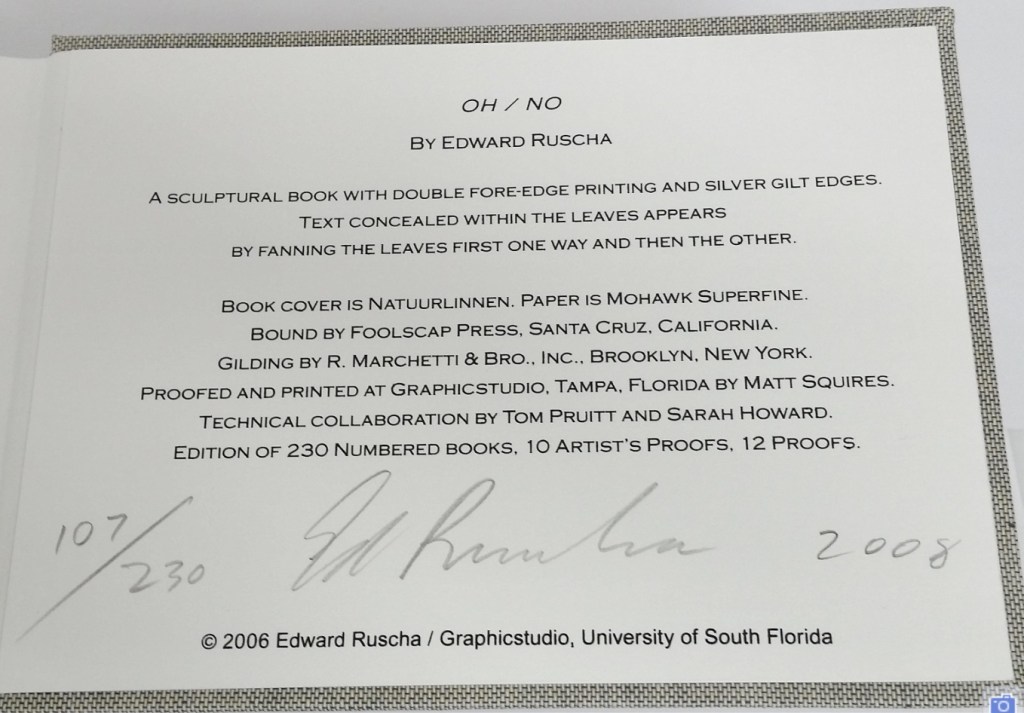 OH / NO
BY EDWARD RUSCHA
A SCULPTURAL BOOK WITH DOUBLE FORE-EDGE PRINTING AND SILVER GILT EDGES.
TEXT CONCEALED WITHIN THE LEAVES APPEARS
BY FANNING THE LEAVES FIRST ONE WAY AND THEN THE OTHER.
BOOK COVER IS NATUURLINNEN. PAPER IS MOHAWK SUPERFINE.
BOUND BY FOOLSCAP PRESS, SANTA CRUZ, CALIFORNIA.
GILDING BY R. MARCHETTI & BRO., INC., BROOKLYN, NEW YORK.
PROOFED AND PRINTED AT GRAPHICSTUDIO, TAMPA, FLORIDA BY MATT SQUIRES.
TECHNICAL COLLABORATION BY TOM PRUITT AND SARAH HOWARD.
EDITION OF 230 NUMBERED BOOKS, 10 ARTIST'S PROOFS, 12 PROOFS.
107/230 Ed Ruscha 2008
© 2006 Edward Ruscha / Graphicstudio, University of South Florida